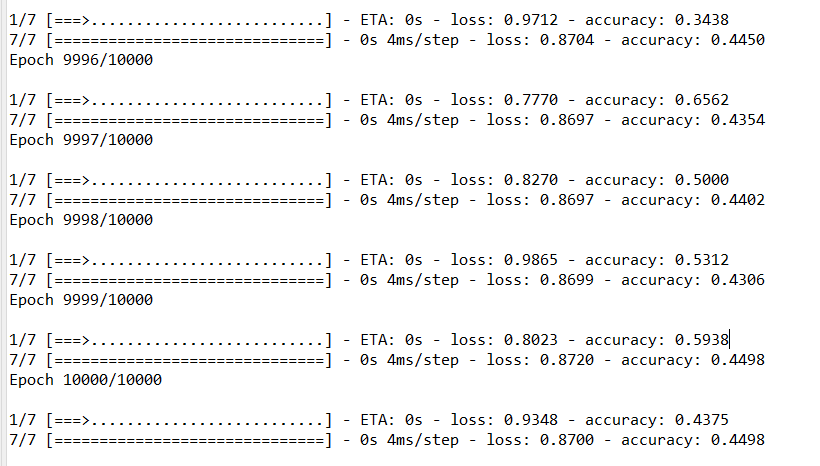 1/7 [===>..........................] - ETA: 0s - loss: 0.9712 - accuracy: 0.3438
7/7 [==============================] - 0s 4ms/step - loss: 0.8704 - accuracy: 0.4450
Epoch 9996/10000
1/7 [===>..........................] - ETA: 0s - loss: 0.7770 - accuracy: 0.6562
7/7 [==============================] - 0s 4ms/step - loss: 0.8697 - accuracy: 0.4354
Epoch 9997/10000
1/7 [===>..........................] - ETA: 0s - loss: 0.8270 - accuracy: 0.5000
7/7 [==============================] - 0s 4ms/step - loss: 0.8697 - accuracy: 0.4402
Epoch 9998/10000
1/7 [===>..........................] - ETA: 0s - loss: 0.9865 - accuracy: 0.5312
7/7 [==============================] - 0s 4ms/step - loss: 0.8699 - accuracy: 0.4306
Epoch 9999/10000
1/7 [===>..........................] - ETA: 0s - loss: 0.8023 - accuracy: 0.5938
7/7 [==============================] - 0s 4ms/step - loss: 0.8720 - accuracy: 0.4498
Epoch 10000/10000
1/7 [===>..........................] - ETA: 0s - loss: 0.9348 - accuracy: 0.4375
7/7 [==============================] - 0s 4ms/step - loss: 0.8700 - accuracy: 0.4498